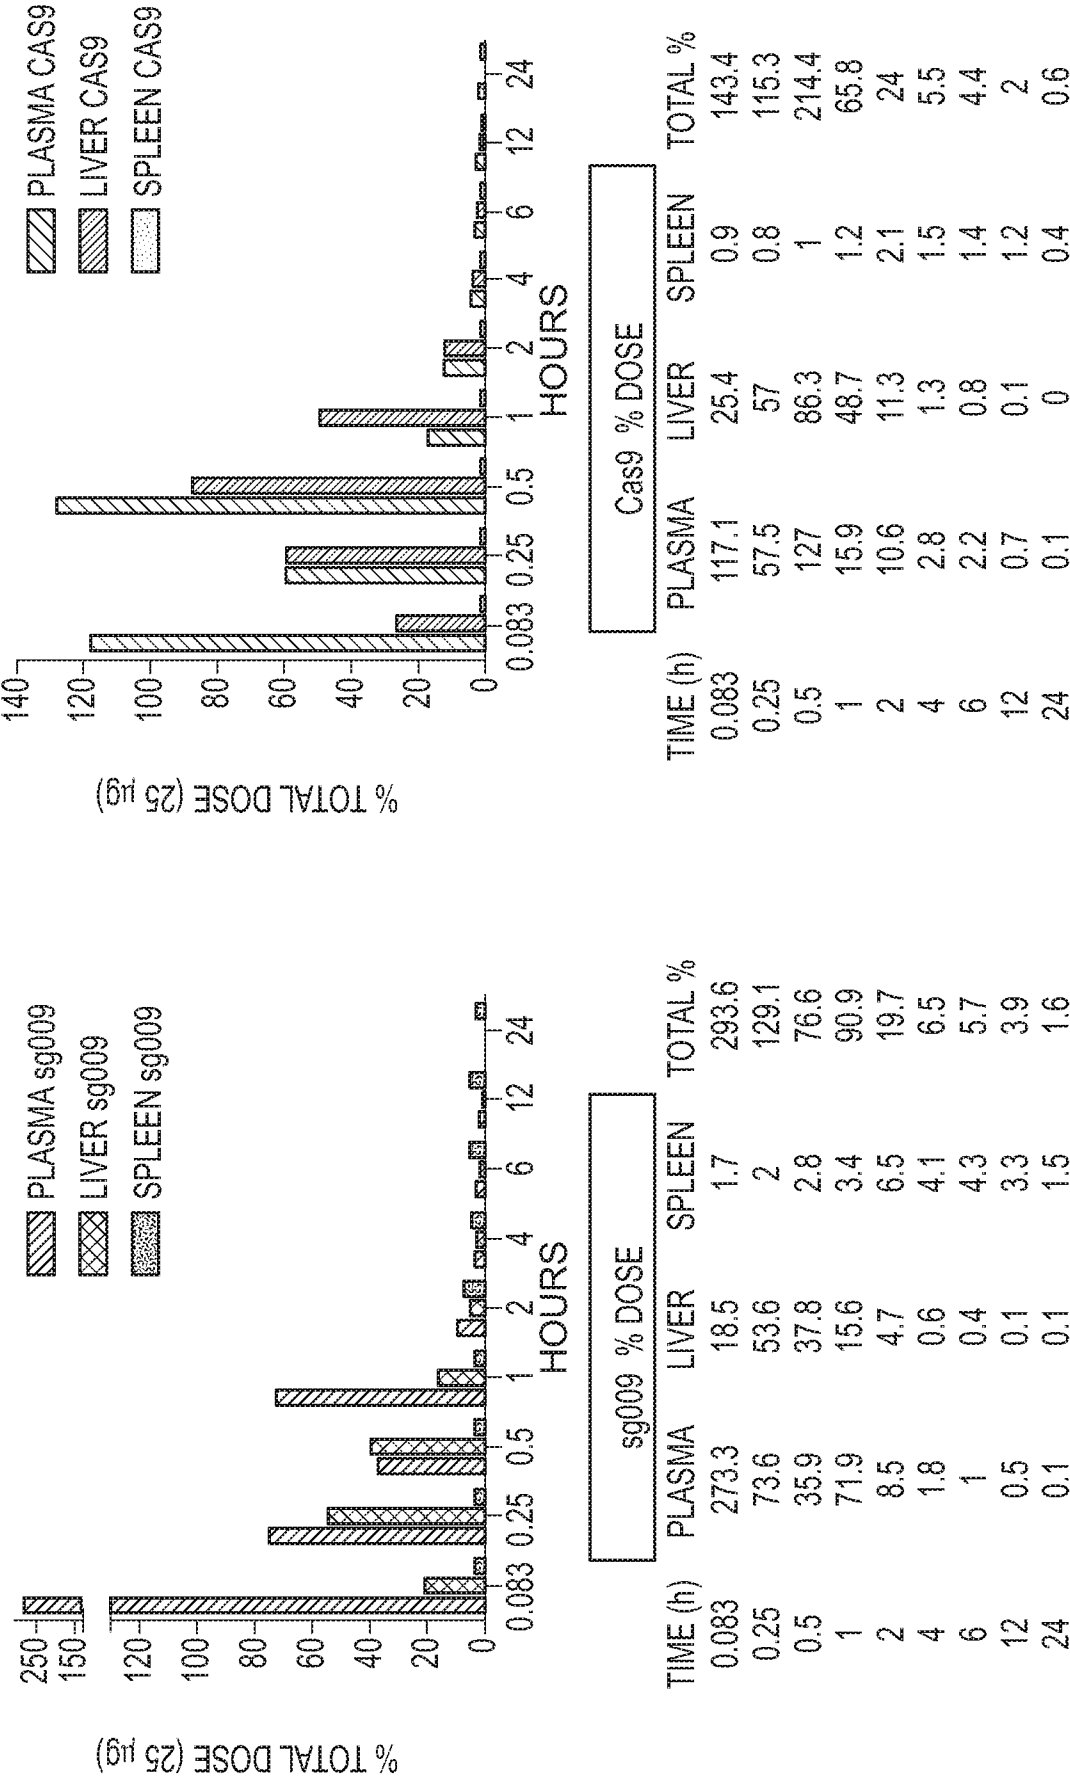 % TOTAL DOSE (25 µg)
250
150
120
100
80
60
40
20
0
PLASMA sg009
LIVER sg009
SPLEEN sg009
0.083 0.25 0.5 1 2 4 6 12 24
HOURS
sg009 % DOSE
TIME (h) PLASMA LIVER SPLEEN TOTAL %
0.083 273.3 18.5 1.7 293.6
0.25 73.6 53.6 2 129.1
0.5 35.9 37.8 2.8 76.6
1 71.9 15.6 3.4 90.9
2 8.5 4.7 6.5 19.7
4 1.8 0.6 4.1 6.5
6 1 0.4 4.3 5.7
12 0.5 0.1 3.3 3.9
24 0.1 0.1 1.5 1.6
% TOTAL DOSE (25 µg)
140
120
100
80
60
40
20
0
PLASMA CAS9
LIVER CAS9
SPLEEN CAS9
0.083 0.25 0.5 1 2 4 6 12 24
HOURS
Cas9 % DOSE
TIME (h) PLASMA LIVER SPLEEN TOTAL %
0.083 117.1 25.4 0.9 143.4
0.25 57.5 57 0.8 115.3
0.5 127 86.3 1 214.4
1 15.9 48.7 1.2 65.8
2 10.6 11.3 2.1 24
4 2.8 1.3 1.5 5.5
6 2.2 0.8 1.4 4.4
12 0.7 0.1 1.2 2
24 0.1 0 0.4 0.6